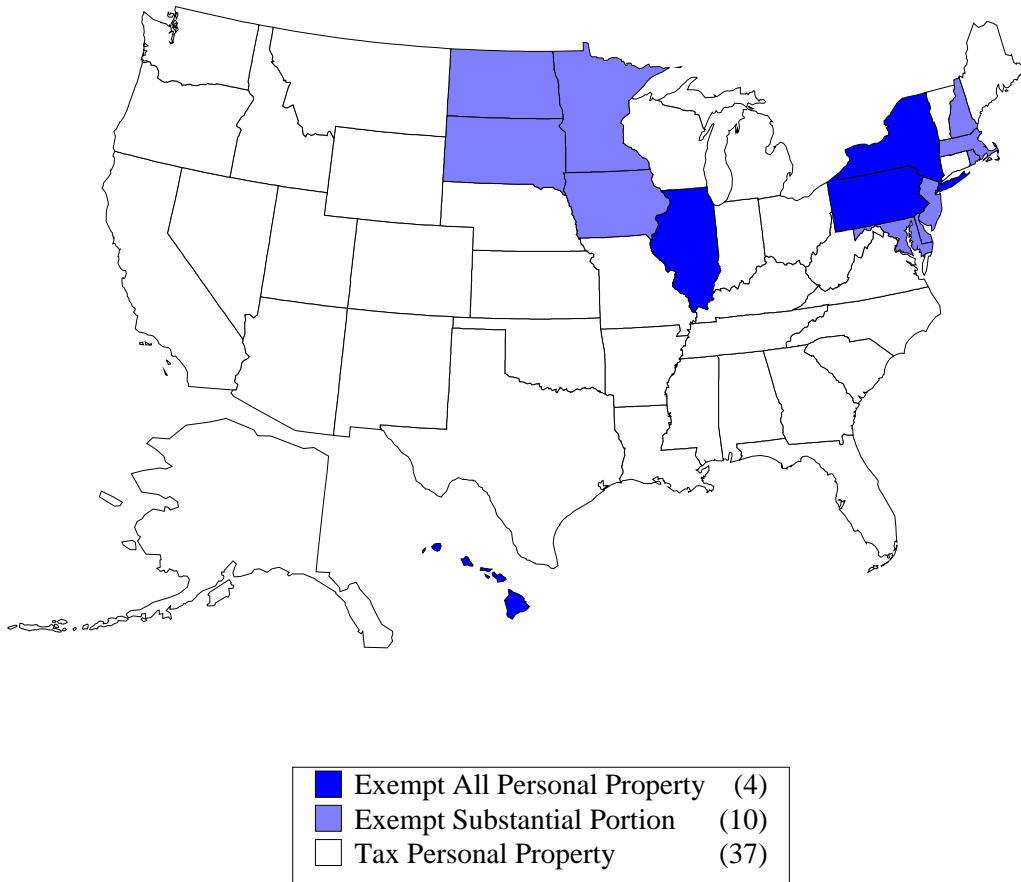 Exempt All Personal Property (4)
Exempt Substantial Portion (10)
Tax Personal Property (37)